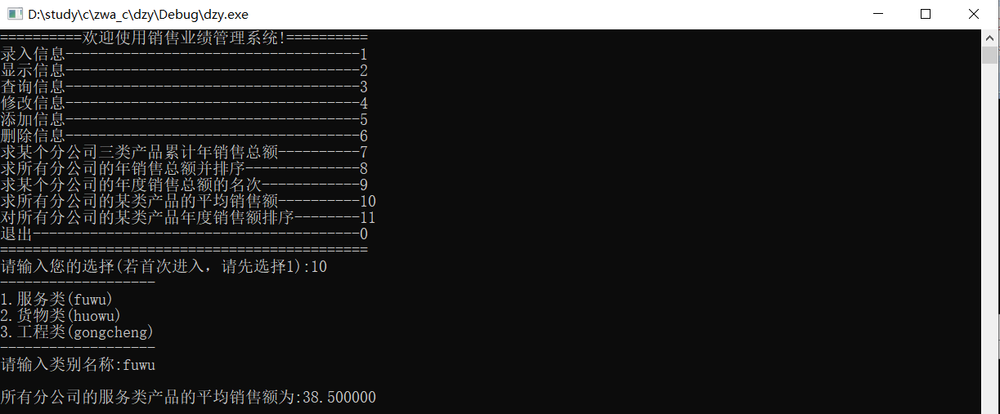 D:\study\c\zwa_c\dzy\Debug\dzy.exe
==========欢迎使用销售业绩管理系统!==========
录入信息------------------------------------1
显示信息------------------------------------2
查询信息------------------------------------3
修改信息------------------------------------4
添加信息------------------------------------5
删除信息------------------------------------6
求某个分公司三类产品累计年销售总额----------7
求所有分公司的年销售总额并排序--------------8
求某个分公司的年度销售总额的名次------------9
求所有分公司的某类产品的平均销售额----------10
对所有分公司的某类产品年度销售额排序--------11
退出----------------------------------------0
=============================================
请输入您的选择(若首次进入，请先选择1):10
-------------------
1.服务类(fuwu)
2.货物类(huowu)
3.工程类(gongcheng)
-------------------
请输入类别名称:fuwu
所有分公司的服务类产品的平均销售额为:38.500000